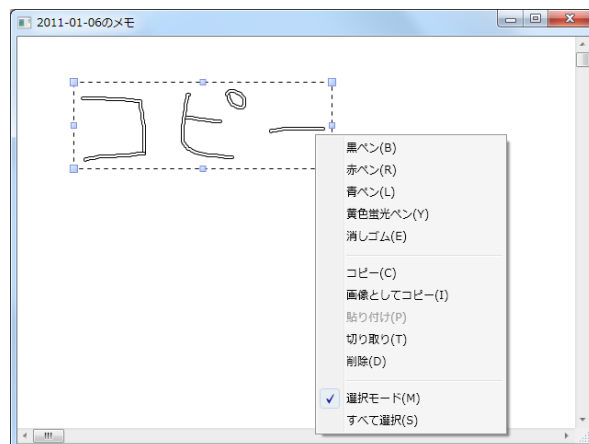 2011-01-06のメモ
コピー
黒ペン(B)
赤ペン(R)
青ペン(L)
黄色蛍光ペン(Y)
消しゴム(E)
コピー(C)
画像としてコピー(I)
貼り付け(P)
切り取り(T)
削除(D)
選択モード(M)
すべて選択(S)